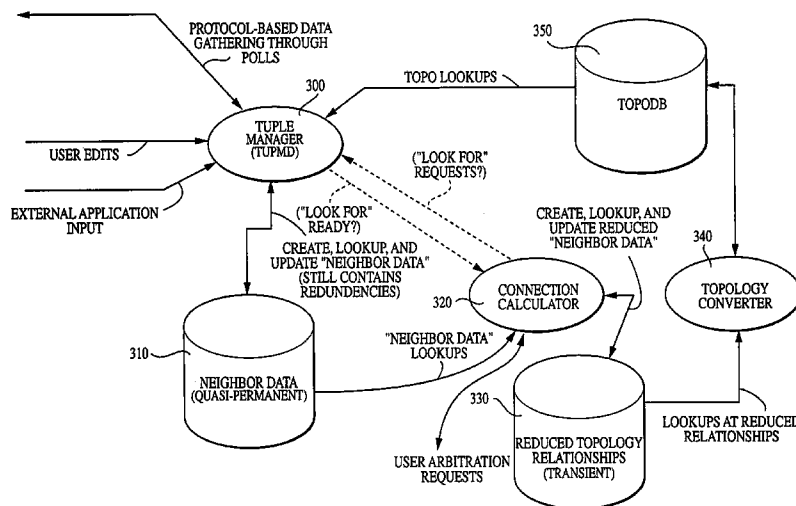 PROTOCOL-BASED DATA
GATHERING THROUGH
POLLS
350
TOPODB
TOPO LOOKUPS
300
TUPLE
MANAGER
(TUPMD)
USER EDITS
EXTERNAL APPLICATION
INPUT
("LOOK FOR"
REQUESTS?)
("LOOK FOR"
READY?)
CREATE, LOOKUP, AND
UPDATE "NEIGHBOR DATA"
(STILL CONTAINS
REDUNDENCIES)
CREATE, LOOKUP, AND
UPDATE REDUCED
"NEIGHBOR DATA"
340
TOPOLOGY
CONVERTER
320
CONNECTION
CALCULATOR
310
NEIGHBOR DATA
(QUASI-PERMANENT)
"NEIGHBOR DATA"
LOOKUPS
330
REDUCED TOPOLOGY
RELATIONSHIPS
(TRANSIENT)
LOOKUPS AT REDUCED
RELATIONSHIPS
USER ARBITRATION
REQUESTS